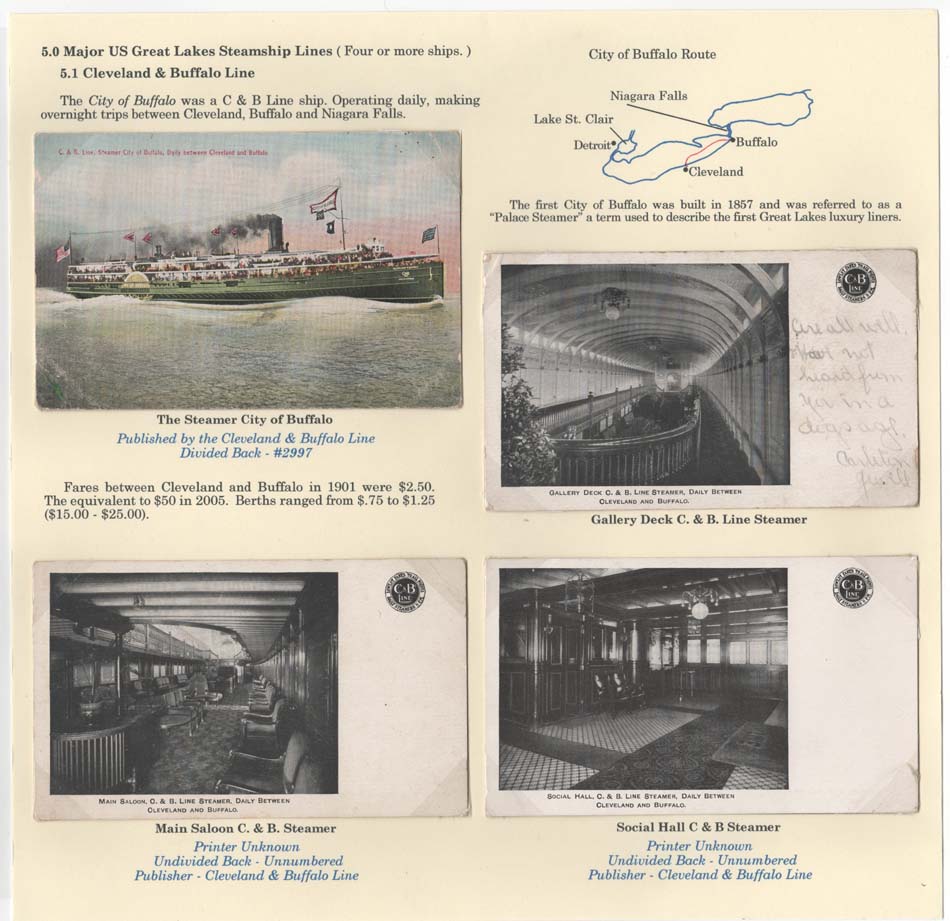 5.0 Major US Great Lakes Steamship Lines ( Four or more ships. )
5.1 Cleveland & Buffalo Line
The City of Buffalo was a C & B Line ship. Operating daily, making
overnight trips between Cleveland, Buffalo and Niagara Falls.
C. & B. Line, Steamer City of Buffalo, Daily between Cleveland and Buffalo
The Steamer City of Buffalo
Published by the Cleveland & Buffalo Line
Divided Back - #2997
Fares between Cleveland and Buffalo in 1901 were $2.50.
The equivalent to $50 in 2005. Berths ranged from $.75 to $1.25
($15.00 - $25.00).
City of Buffalo Route
Niagara Falls
Lake St. Clair
Detroit
Buffalo
Cleveland
The first City of Buffalo was built in 1857 and was referred to as a
"Palace Steamer" a term used to describe the first Great Lakes luxury liners.
C&B
LINE
are all well.
Have not
heard from
you in a
dogs age.
Carleton
GALLERY DECK C. & B. LINE STEAMER, DAILY BETWEEN
CLEVELAND AND BUFFALO.
Gallery Deck C. & B. Line Steamer
C&B
LINE
MAIN SALOON, C. & B. LINE STEAMER, DAILY BETWEEN
CLEVELAND AND BUFFALO.
Main Saloon C. & B. Steamer
Printer Unknown
Undivided Back - Unnumbered
Publisher - Cleveland & Buffalo Line
C&B
LINE
SOCIAL HALL, C. & B. LINE STEAMER, DAILY BETWEEN
CLEVELAND AND BUFFALO.
Social Hall C & B Steamer
Printer Unknown
Undivided Back - Unnumbered
Publisher - Cleveland & Buffalo Line